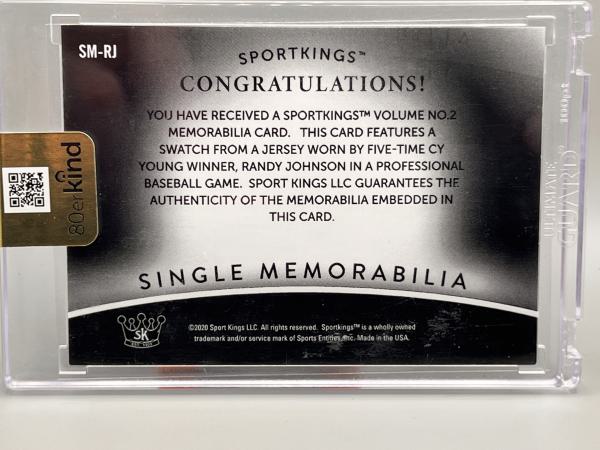 SM-RJ
SPORTKINGS™
CONGRATULATIONS!
YOU HAVE RECEIVED A SPORTKINGS™ VOLUME NO.2
MEMORABILIA CARD. THIS CARD FEATURES A
SWATCH FROM A JERSEY WORN BY FIVE-TIME CY
YOUNG WINNER, RANDY JOHNSON IN A PROFESSIONAL
BASEBALL GAME. SPORT KINGS LLC GUARANTEES THE
AUTHENTICITY OF THE MEMORABILIA EMBEDDED IN
THIS CARD.
SINGLE MEMORABILIA
SK
©2020 Sport Kings LLC. All rights reserved. Sportkings™ is a wholly owned
trademark and/or service mark of Sports Entities, Inc. Made in the USA.
80erkind
ULTIMATE
GUARD
100pt